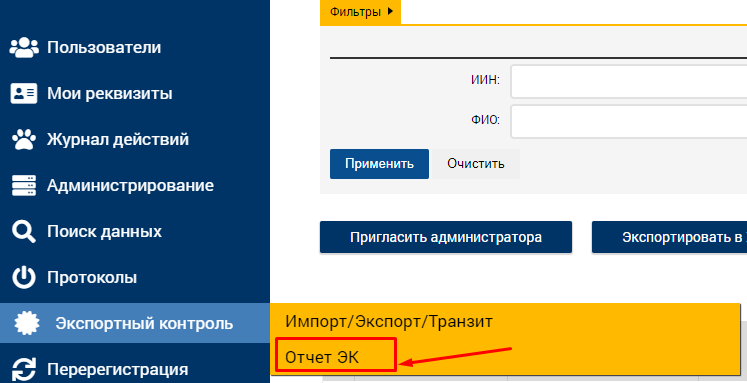 Фильтры
ИИН:
ФИО:
Применить
Очистить
Пригласить администратора
Экспортировать в
Пользователи
Мои реквизиты
Журнал действий
Администрирование
Поиск данных
Протоколы
Экспортный контроль
Перерегистрация
Импорт/Экспорт/Транзит
Отчет ЭК